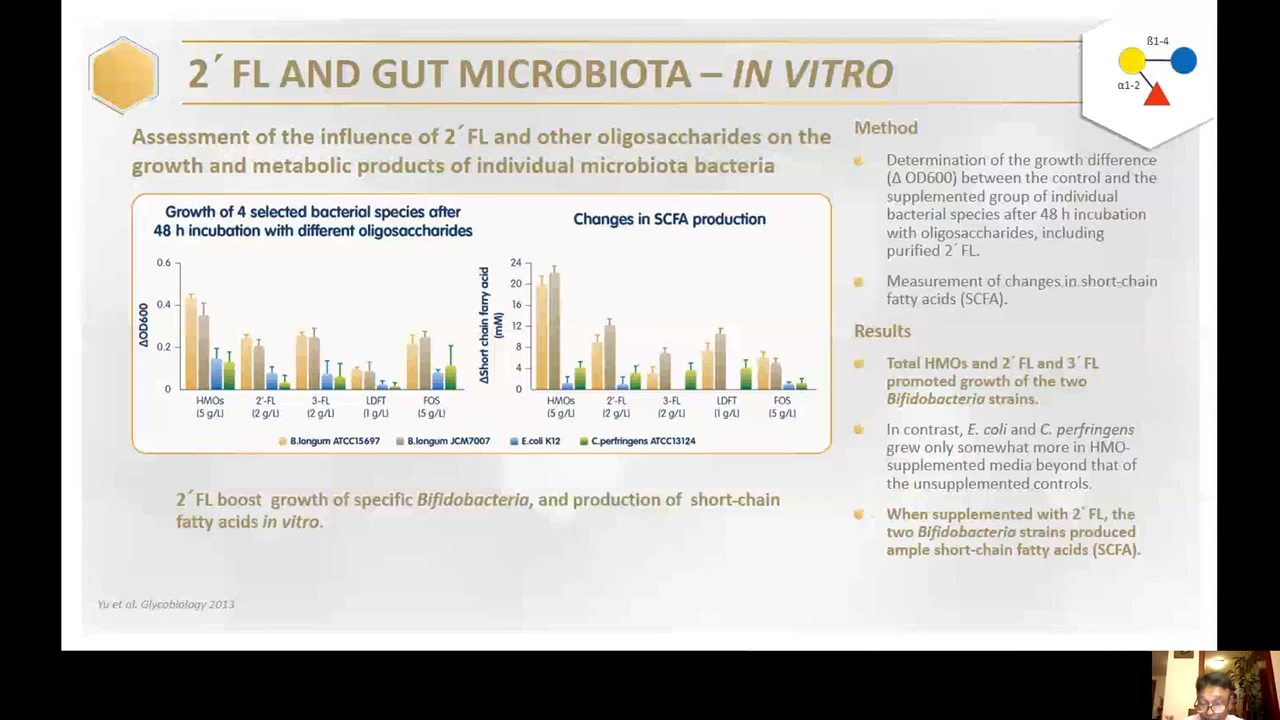 2´ FL AND GUT MICROBIOTA – IN VITRO
ß1-4
α1-2
Assessment of the influence of 2´FL and other oligosaccharides on the
growth and metabolic products of individual microbiota bacteria
Growth of 4 selected bacterial species after
48 h incubation with different oligosaccharides
ΔOD600
0.6
0.4
0.2
0
HMOs
(5 g/L)
2'-FL
(2 g/L)
3-FL
(2 g/L)
LDFT
(1 g/L)
FOS
(5 g/L)
Changes in SCFA production
ΔShort chain farry acid
(mM)
24
20
16
12
8
4
0
HMOs
(5 g/L)
2'-FL
(2 g/L)
3-FL
(2 g/L)
LDFT
(1 g/L)
FOS
(5 g/L)
B.longum ATCC15697
B.longum JCM7007
E.coli K12
C.perfringens ATCC13124
2´FL boost growth of specific Bifidobacteria, and production of short-chain
fatty acids in vitro.
Yu et al. Glycobiology 2013
Method
Determination of the growth difference
(Δ OD600) between the control and the
supplemented group of individual
bacterial species after 48 h incubation
with oligosaccharides, including
purified 2´ FL.
Measurement of changes in short-chain
fatty acids (SCFA).
Results
Total HMOs and 2´ FL and 3´ FL
promoted growth of the two
Bifidobacteria strains.
In contrast, E. coli and C. perfringens
grew only somewhat more in HMO-
supplemented media beyond that of
the unsupplemented controls.
When supplemented with 2´ FL, the
two Bifidobacteria strains produced
ample short-chain fatty acids (SCFA).